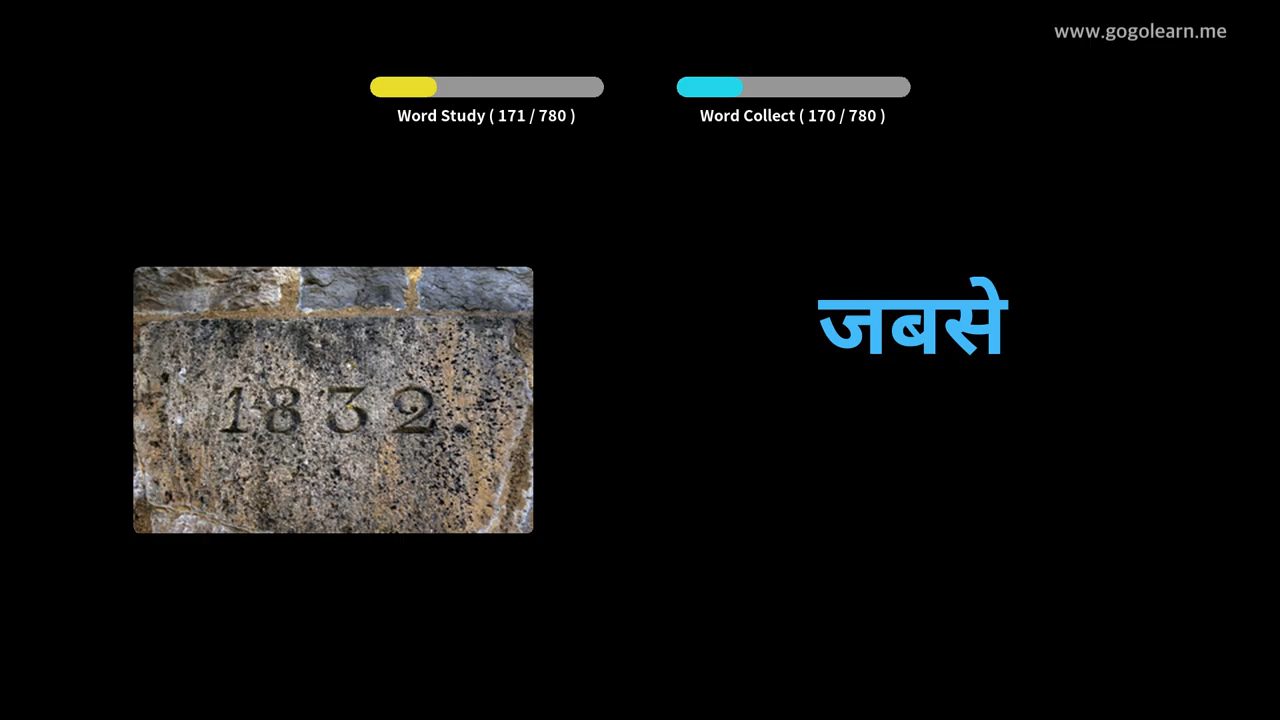 www.gogolearn.me
Word Study ( 171 / 780 )
Word Collect ( 170 / 780 )
1832.
जबसे